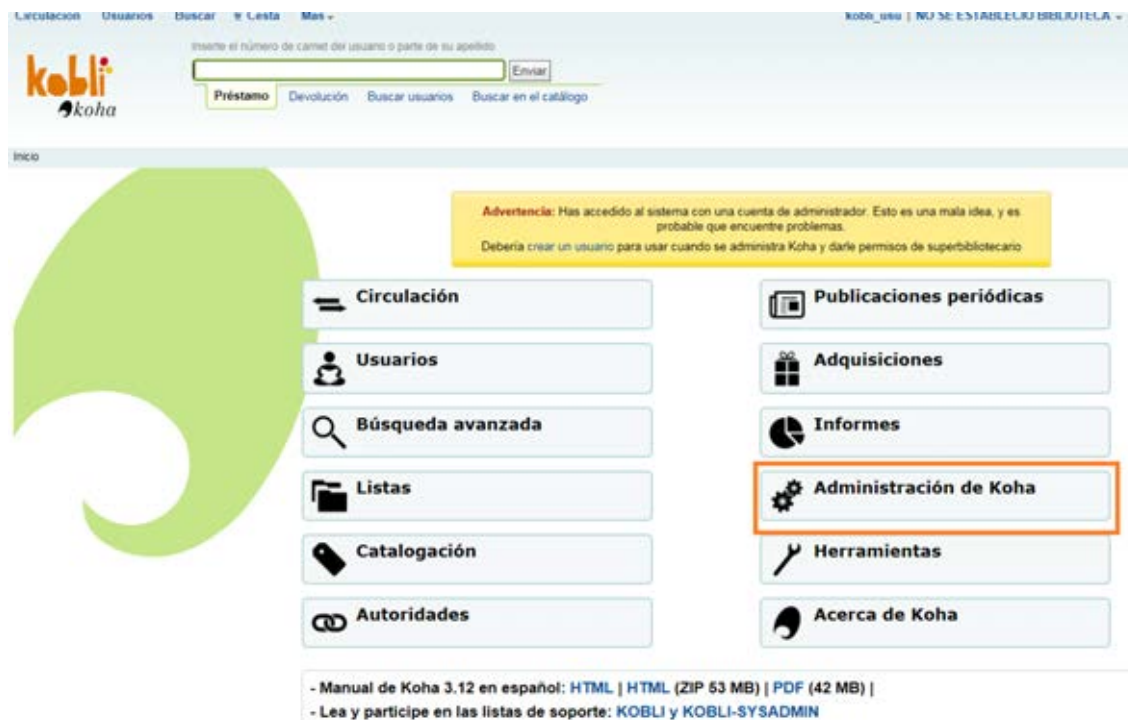 Circulación Usuarios Buscar Cesta Más
kobli_usu | NO SE ESTABLECIÓ BIBLIOTECA
Inserte el número de carnet del usuario o parte de su apellido
kobli
koha
Enviar
Préstamo Devolución Buscar usuarios Buscar en el catálogo
Inicio
Advertencia: Has accedido al sistema con una cuenta de administrador. Esto es una mala idea, y es
probable que encuentre problemas.
Debería crear un usuario para usar cuando se administra Koha y darle permisos de superbibliotecario
Circulación
Publicaciones periódicas
Usuarios
Adquisiciones
Búsqueda avanzada
Informes
Listas
Administración de Koha
Catalogación
Herramientas
Autoridades
Acerca de Koha
- Manual de Koha 3.12 en español: HTML | HTML (ZIP 53 MB) | PDF (42 MB) |
- Lea y participe en las listas de soporte: KOBLI y KOBLI-SYSADMIN